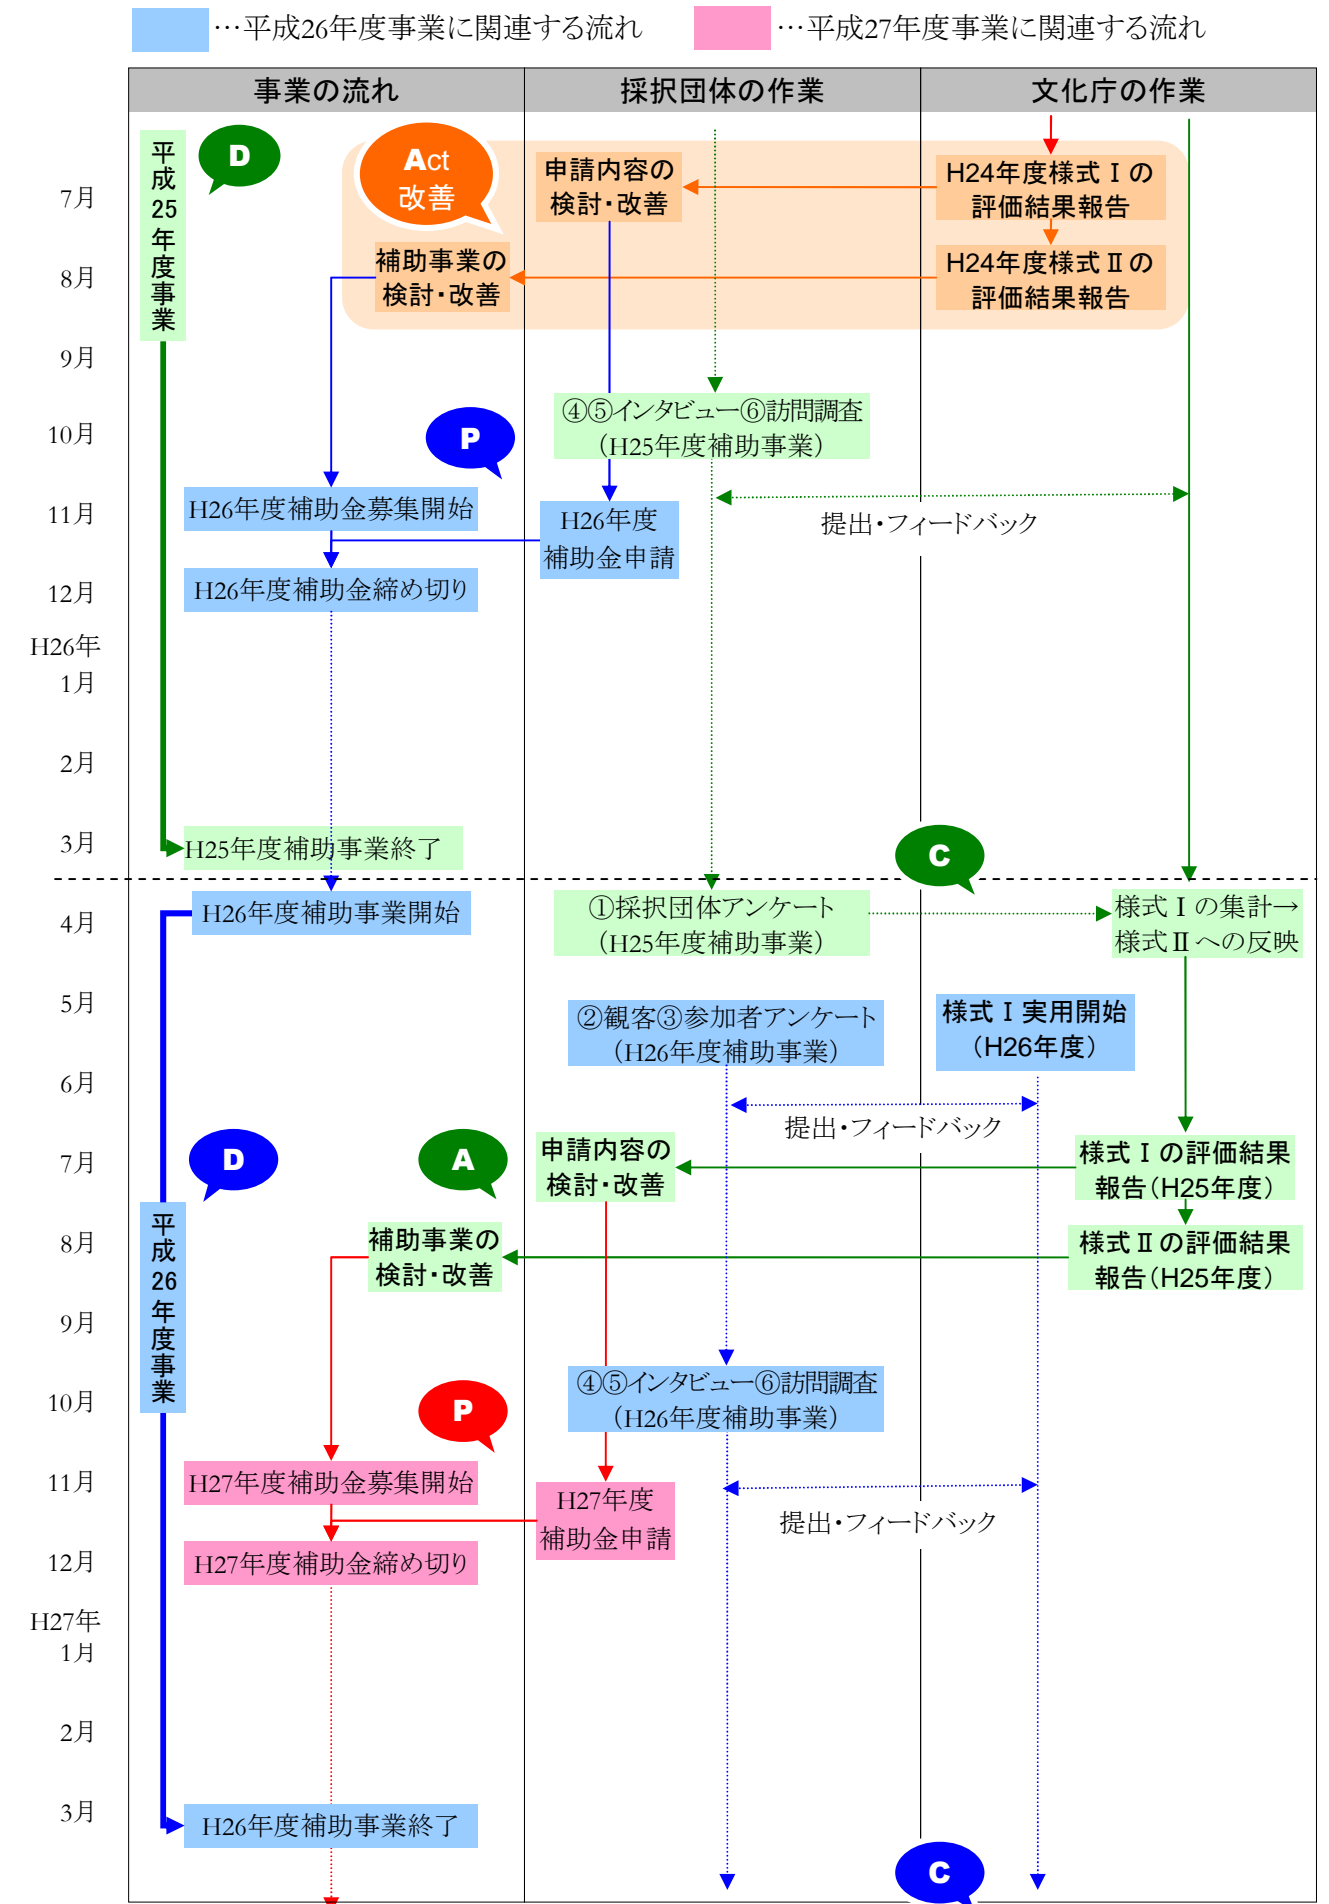 …平成26年度事業に関連する流れ
…平成27年度事業に関連する流れ
事業の流れ
採択団体の作業
文化庁の作業
平成25年度事業
D
Act
改善
申請内容の
検討・改善
H24年度様式Ⅰの
評価結果報告
7月
補助事業の
検討・改善
H24年度様式Ⅱの
評価結果報告
8月
9月
④⑤インタビュー⑥訪問調査
（H25年度補助事業）
10月
P
H26年度補助金募集開始
11月
H26年度
補助金申請
提出・フィードバック
H26年度補助金締め切り
12月
H26年
1月
2月
3月
H25年度補助事業終了
C
H26年度補助事業開始
4月
①採択団体アンケート
（H25年度補助事業）
様式Ⅰの集計→
様式Ⅱへの反映
5月
②観客③参加者アンケート
（H26年度補助事業）
様式Ⅰ実用開始
（H26年度）
6月
提出・フィードバック
D
A
7月
申請内容の
検討・改善
様式Ⅰの評価結果
報告（H25年度）
平成26年度事業
8月
補助事業の
検討・改善
様式Ⅱの評価結果
報告（H25年度）
9月
④⑤インタビュー⑥訪問調査
（H26年度補助事業）
10月
P
H27年度補助金募集開始
11月
H27年度
補助金申請
提出・フィードバック
H27年度補助金締め切り
12月
H27年
1月
2月
3月
H26年度補助事業終了
C